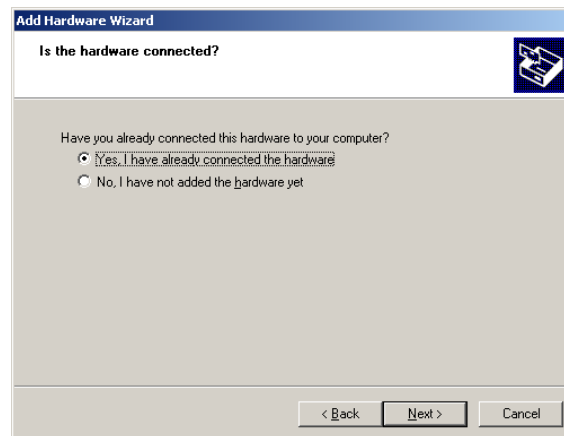 Add Hardware Wizard
Is the hardware connected?
Have you already connected this hardware to your computer?
Yes, I have already connected the hardware
No, I have not added the hardware yet
< Back
Next >
Cancel